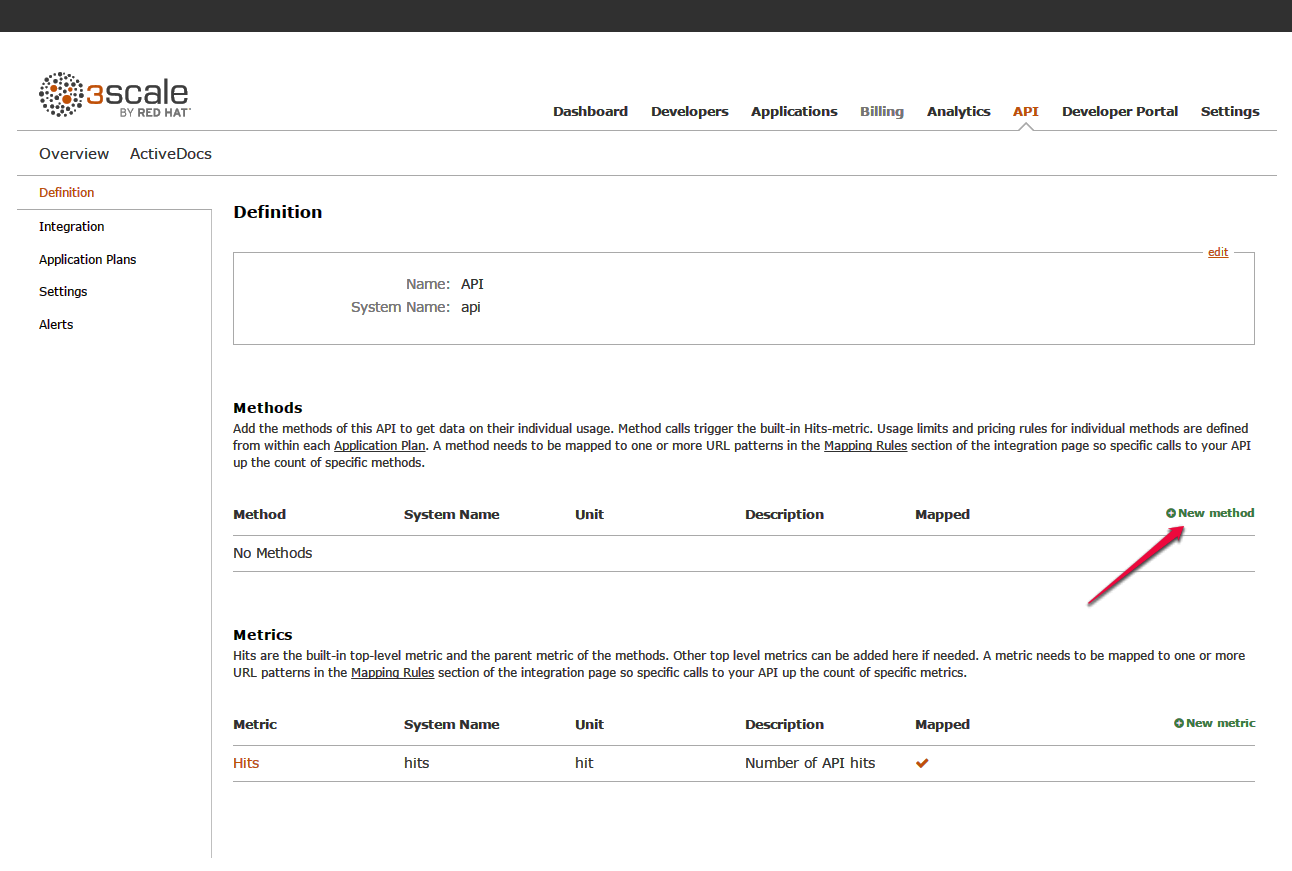 3scale
BY RED HAT
Dashboard Developers Applications Billing Analytics API Developer Portal Settings
Overview ActiveDocs
Definition
Integration
Application Plans
Settings
Alerts
Definition
edit
Name: API
System Name: api
Methods
Add the methods of this API to get data on their individual usage. Method calls trigger the built-in Hits-metric. Usage limits and pricing rules for individual methods are defined
from within each Application Plan. A method needs to be mapped to one or more URL patterns in the Mapping Rules section of the integration page so specific calls to your API
up the count of specific methods.
Method System Name Unit Description Mapped New method
No Methods
Metrics
Hits are the built-in top-level metric and the parent metric of the methods. Other top level metrics can be added here if needed. A metric needs to be mapped to one or more
URL patterns in the Mapping Rules section of the integration page so specific calls to your API up the count of specific metrics.
Metric System Name Unit Description Mapped New metric
Hits hits hit Number of API hits